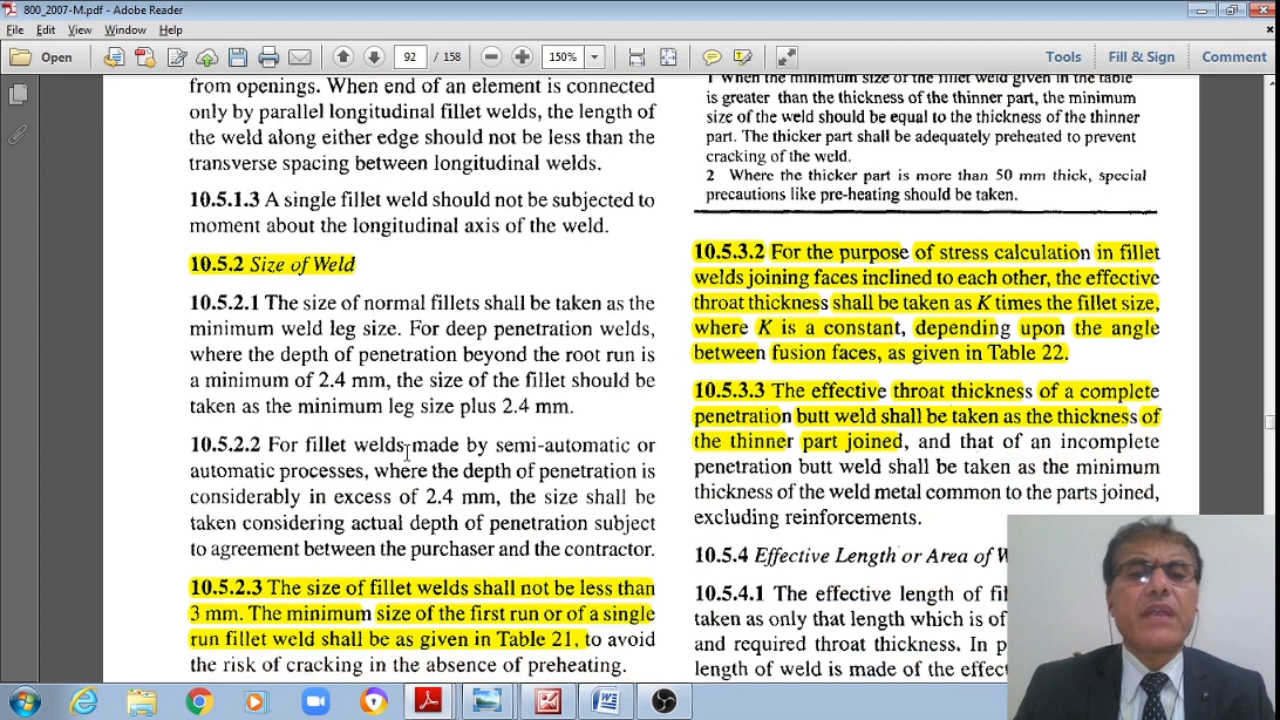 800_2007-M.pdf - Adobe Reader
File Edit View Window Help
Open 92 / 158 150% Tools Fill & Sign Comment
from openings. When end of an element is connected
only by parallel longitudinal fillet welds, the length of
the weld along either edge should not be less than the
transverse spacing between longitudinal welds.
10.5.1.3 A single fillet weld should not be subjected to
moment about the longitudinal axis of the weld.
10.5.2 Size of Weld
10.5.2.1 The size of normal fillets shall be taken as the
minimum weld leg size. For deep penetration welds,
where the depth of penetration beyond the root run is
a minimum of 2.4 mm, the size of the fillet should be
taken as the minimum leg size plus 2.4 mm.
10.5.2.2 For fillet welds made by semi-automatic or
automatic processes, where the depth of penetration is
considerably in excess of 2.4 mm, the size shall be
taken considering actual depth of penetration subject
to agreement between the purchaser and the contractor.
10.5.2.3 The size of fillet welds shall not be less than
3 mm. The minimum size of the first run or of a single
run fillet weld shall be as given in Table 21, to avoid
the risk of cracking in the absence of preheating.
1 When the minimum size of the fillet weld given in the table
is greater than the thickness of the thinner part, the minimum
size of the weld should be equal to the thickness of the thinner
part. The thicker part shall be adequately preheated to prevent
cracking of the weld.
2 Where the thicker part is more than 50 mm thick, special
precautions like pre-heating should be taken.
10.5.3.2 For the purpose of stress calculation in fillet
welds joining faces inclined to each other, the effective
throat thickness shall be taken as K times the fillet size,
where K is a constant, depending upon the angle
between fusion faces, as given in Table 22.
10.5.3.3 The effective throat thickness of a complete
penetration butt weld shall be taken as the thickness of
the thinner part joined, and that of an incomplete
penetration butt weld shall be taken as the minimum
thickness of the weld metal common to the parts joined,
excluding reinforcements.
10.5.4 Effective Length or Area of W
10.5.4.1 The effective length of fil
taken as only that length which is of
and required throat thickness. In p
length of weld is made of the effec